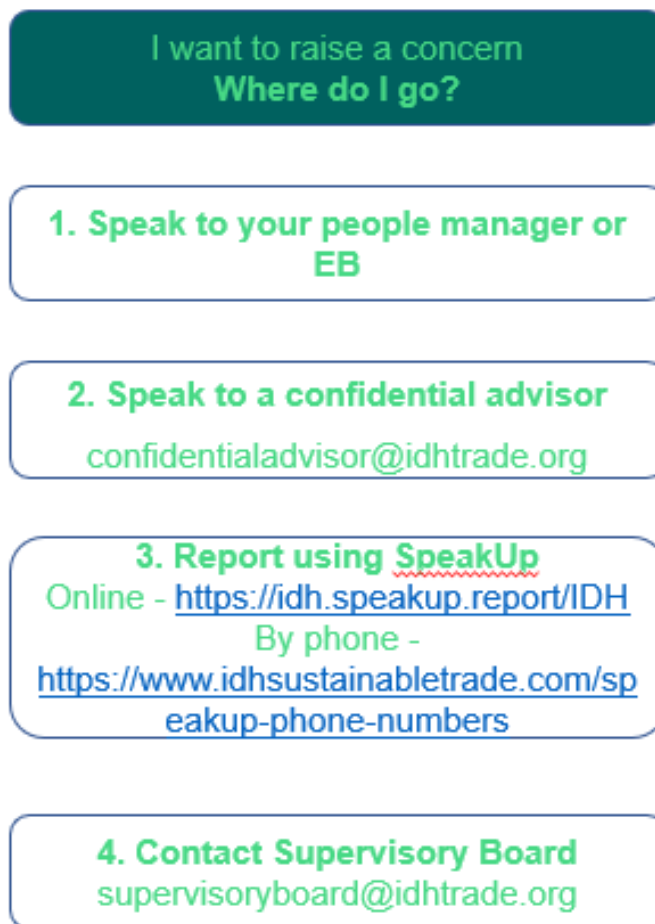 I want to raise a concern
Where do I go?
1. Speak to your people manager or
EB
2. Speak to a confidential advisor
confidentialadvisor@idhtrade.org
3. Report using SpeakUp
Online - https://idh.speakup.report/IDH
By phone -
https://www.idhsustainabletrade.com/sp
eakup-phone-numbers
4. Contact Supervisory Board
supervisoryboard@idhtrade.org